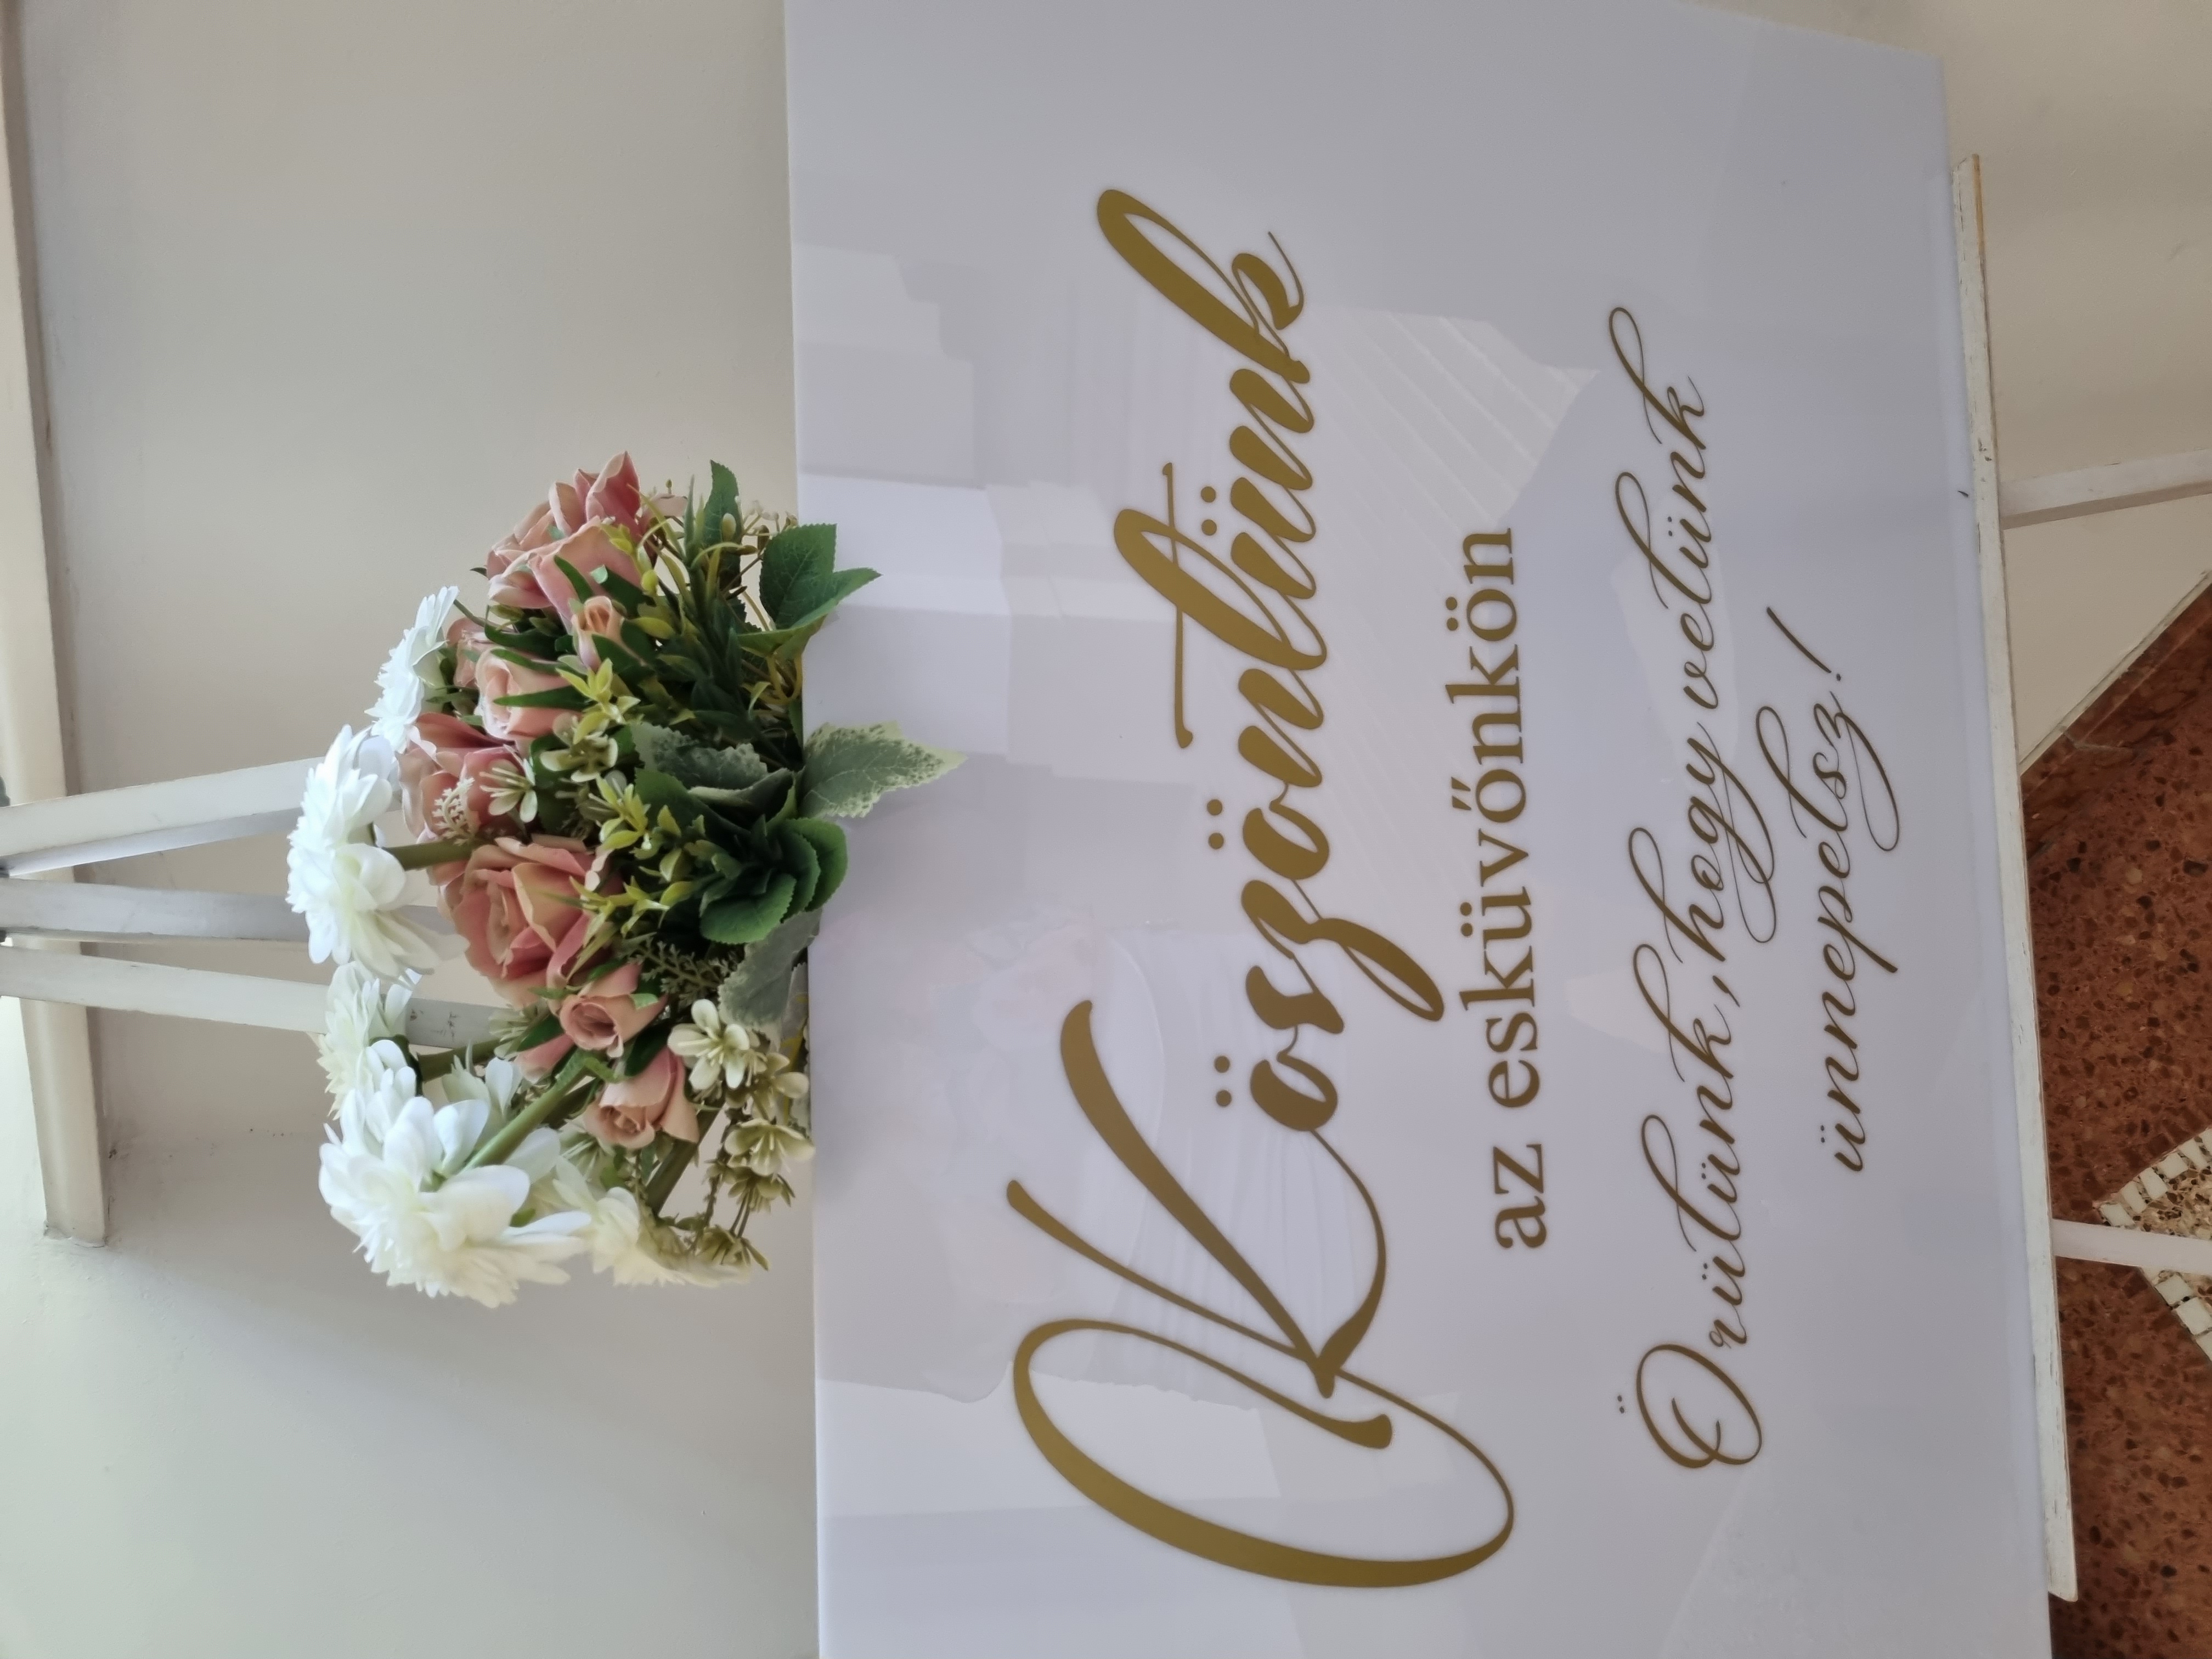 Köszöntünk
az esküvőnkön
Örülünk, hogy velünk
ünnepelsz!